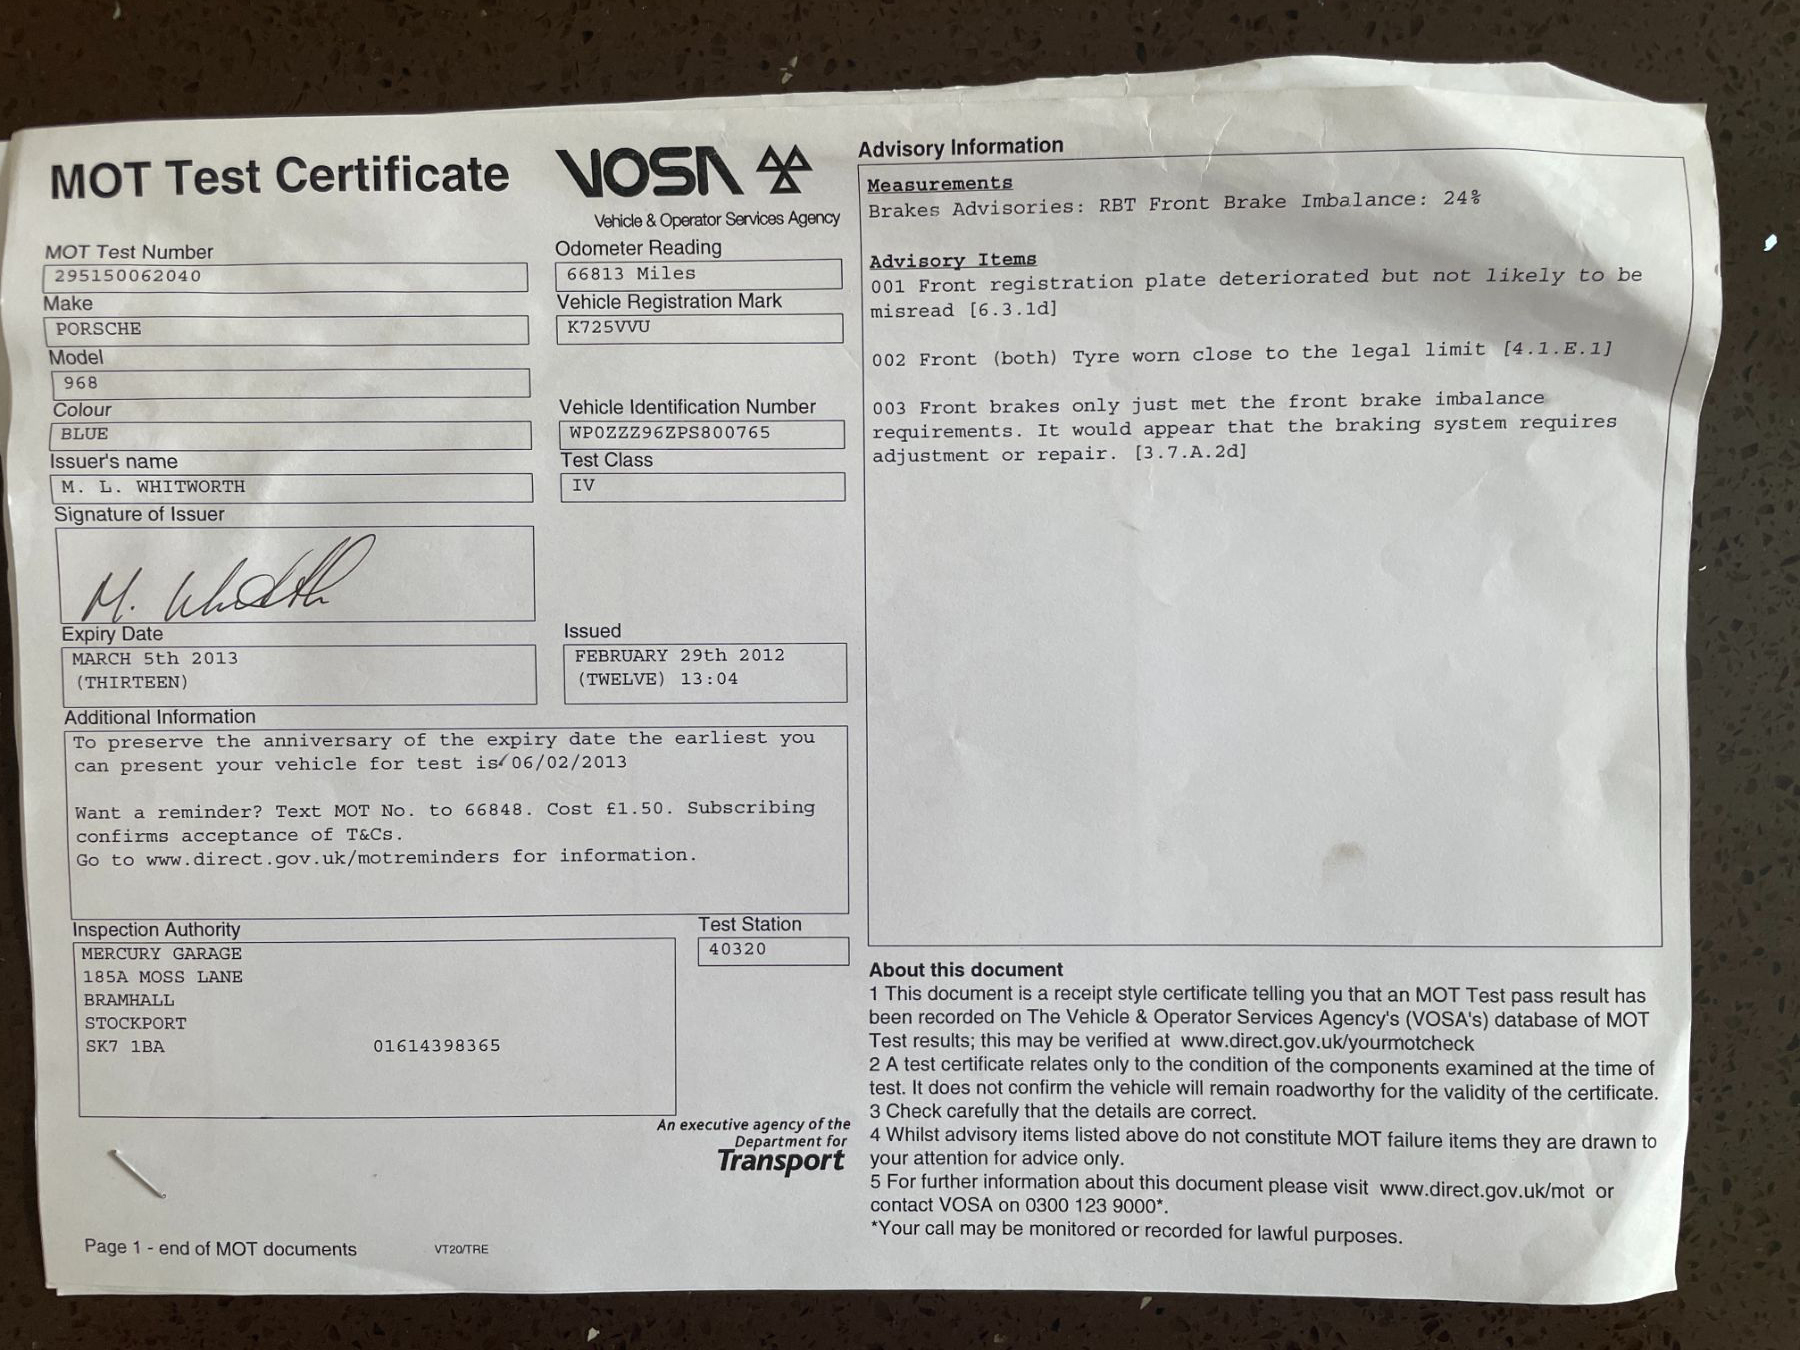 MOT Test Certificate
VOSA
Vehicle & Operator Services Agency
MOT Test Number
295150062040
Odometer Reading
66813 Miles
Make
PORSCHE
Vehicle Registration Mark
K725VVU
Model
968
Colour
BLUE
Vehicle Identification Number
WP0ZZZ96ZPS800765
Issuer's name
M. L. WHITWORTH
Test Class
IV
Signature of Issuer
M. Whitworth
Expiry Date
MARCH 5th 2013
(THIRTEEN)
Issued
FEBRUARY 29th 2012
(TWELVE) 13:04
Additional Information
To preserve the anniversary of the expiry date the earliest you
can present your vehicle for test is 06/02/2013
Want a reminder? Text MOT No. to 66848. Cost £1.50. Subscribing
confirms acceptance of T&Cs.
Go to www.direct.gov.uk/motreminders for information.
Inspection Authority
MERCURY GARAGE
185A MOSS LANE
BRAMHALL
STOCKPORT
SK7 1BA 01614398365
Test Station
40320
An executive agency of the
Department for
Transport
Page 1 - end of MOT documents VT20/TRE
Advisory Information
Measurements
Brakes Advisories: RBT Front Brake Imbalance: 24%
Advisory Items
001 Front registration plate deteriorated but not likely to be
misread [6.3.1d]
002 Front (both) Tyre worn close to the legal limit [4.1.E.1]
003 Front brakes only just met the front brake imbalance
requirements. It would appear that the braking system requires
adjustment or repair. [3.7.A.2d]
About this document
1 This document is a receipt style certificate telling you that an MOT Test pass result has
been recorded on The Vehicle & Operator Services Agency's (VOSA's) database of MOT
Test results; this may be verified at www.direct.gov.uk/yourmotcheck
2 A test certificate relates only to the condition of the components examined at the time of
test. It does not confirm the vehicle will remain roadworthy for the validity of the certificate.
3 Check carefully that the details are correct.
4 Whilst advisory items listed above do not constitute MOT failure items they are drawn to
your attention for advice only.
5 For further information about this document please visit www.direct.gov.uk/mot or
contact VOSA on 0300 123 9000*.
*Your call may be monitored or recorded for lawful purposes.